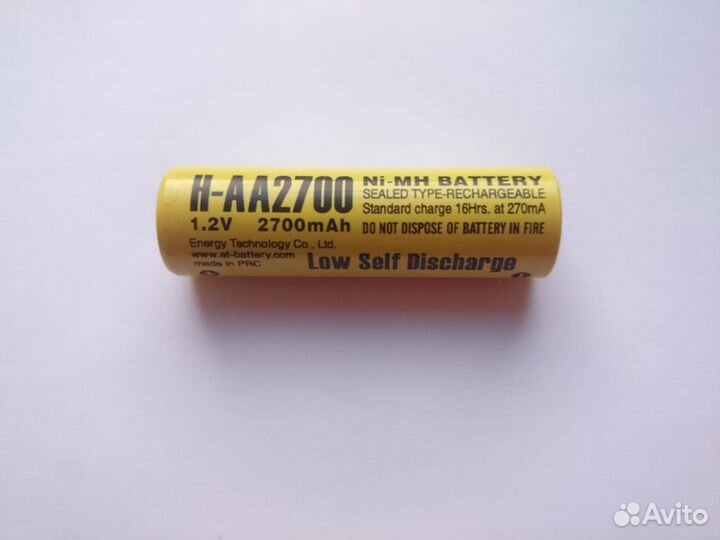 H-AA2700
1.2V 2700mAh
Energy Technology Co., Ltd.
www.et-battery.com
made in PRC
Ni-MH BATTERY
SEALED TYPE-RECHARGEABLE
Standard charge 16Hrs. at 270mA
DO NOT DISPOSE OF BATTERY IN FIRE
Low Self Discharge
Avito